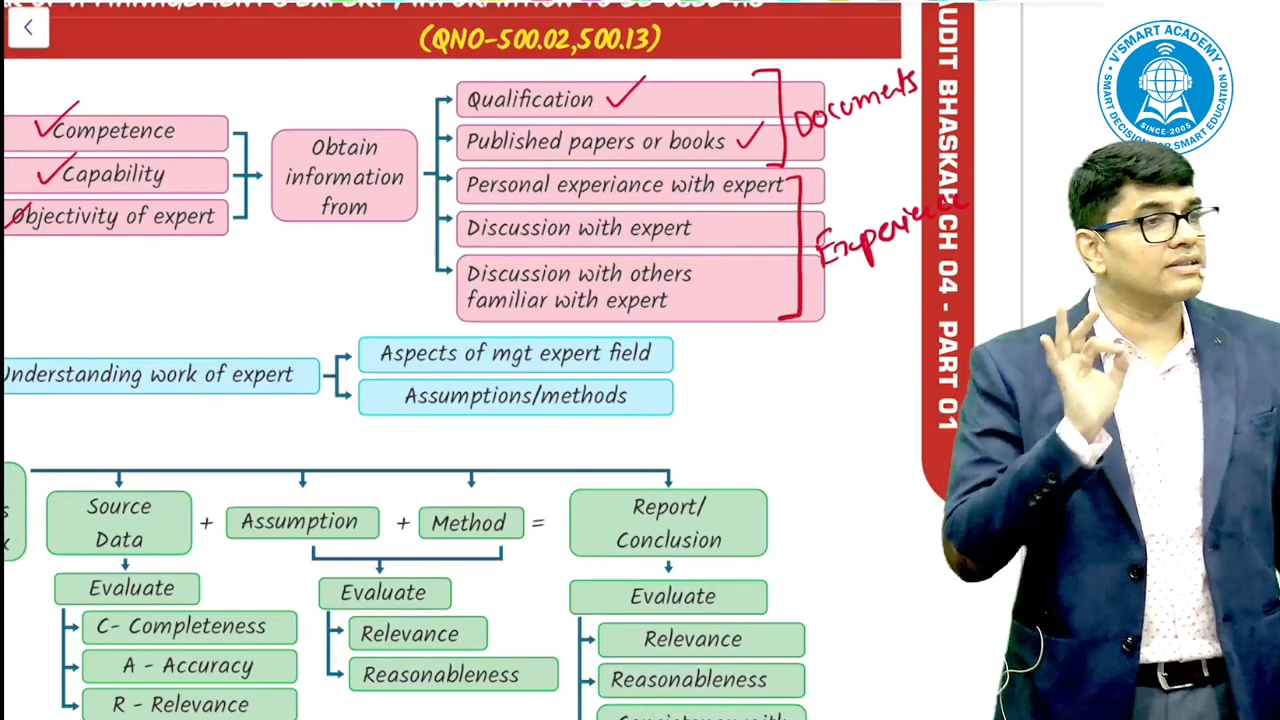 (QNO-500.02,500.13)
Competence
Capability
Objectivity of expert
Obtain
information
from
Qualification
Published papers or books
Personal experiance with expert
Discussion with expert
Discussion with others
familiar with expert
Documents
Experience
Understanding work of expert
Aspects of mgt expert field
Assumptions/methods
Source
Data
+
Assumption
+
Method
=
Report/
Conclusion
Evaluate
C- Completeness
A - Accuracy
R - Relevance
Evaluate
Relevance
Reasonableness
Evaluate
Relevance
Reasonableness
AUDIT BHASKAR CH 04 - PART 01
V'SMART ACADEMY
SINCE-2005
SMART DECISION FOR SMART EDUCATION